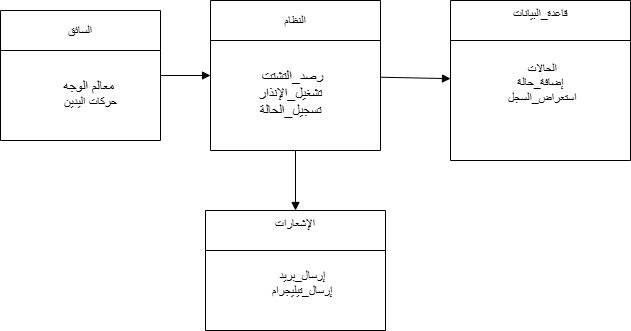 السائق
معالم الوجه
حركات اليدين
النظام
رصد_التشتت
تشغيل_الإنذار
تسجيل_الحالة
قاعدة_البيانات
الحالات
إضافة_حالة
استعراض_السجل
الإشعارات
إرسال_بريد
إرسال_تيليجرام